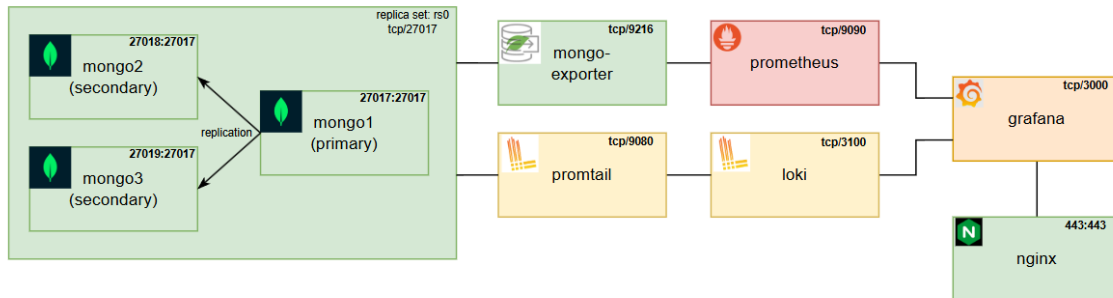 replica set: rs0
tcp/27017
27018:27017
mongo2
(secondary)
27017:27017
mongo1
(primary)
replication
27019:27017
mongo3
(secondary)
tcp/9216
mongo-
exporter
tcp/9090
prometheus
tcp/9080
promtail
tcp/3100
loki
tcp/3000
grafana
443:443
N
nginx